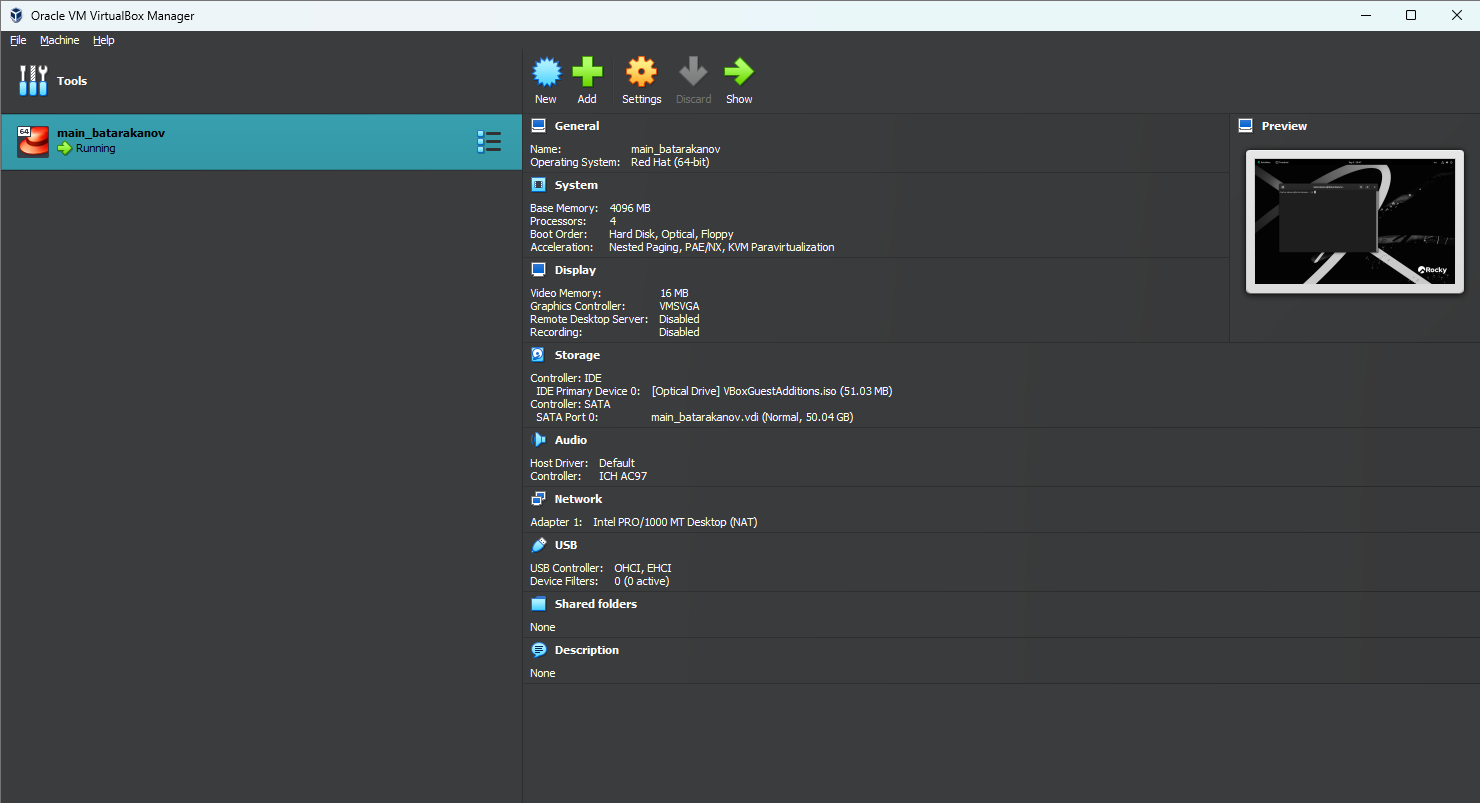 Oracle VM VirtualBox Manager
File Machine Help
Tools
New Add Settings Discard Show
64
main_batarakanov
Running
General
Name: main_batarakanov
Operating System: Red Hat (64-bit)
System
Base Memory: 4096 MB
Processors: 4
Boot Order: Hard Disk, Optical, Floppy
Acceleration: Nested Paging, PAE/NX, KVM Paravirtualization
Display
Video Memory: 16 MB
Graphics Controller: VMSVGA
Remote Desktop Server: Disabled
Recording: Disabled
Preview
Rocky
Storage
Controller: IDE
IDE Primary Device 0: [Optical Drive] VBoxGuestAdditions.iso (51.03 MB)
Controller: SATA
SATA Port 0: main_batarakanov.vdi (Normal, 50.04 GB)
Audio
Host Driver: Default
Controller: ICH AC97
Network
Adapter 1: Intel PRO/1000 MT Desktop (NAT)
USB
USB Controller: OHCI, EHCI
Device Filters: 0 (0 active)
Shared folders
None
Description
None